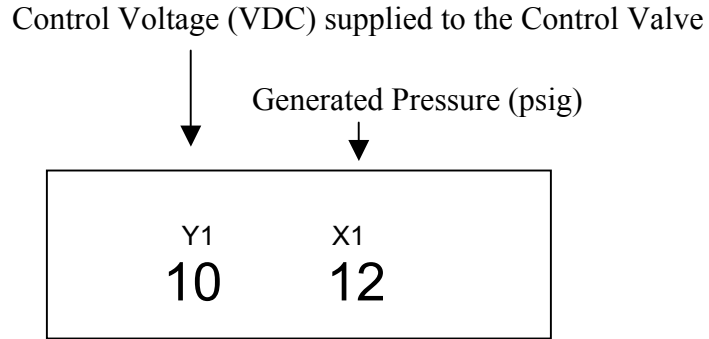 Control Voltage (VDC) supplied to the Control Valve
Generated Pressure (psig)
Y1 X1
10 12